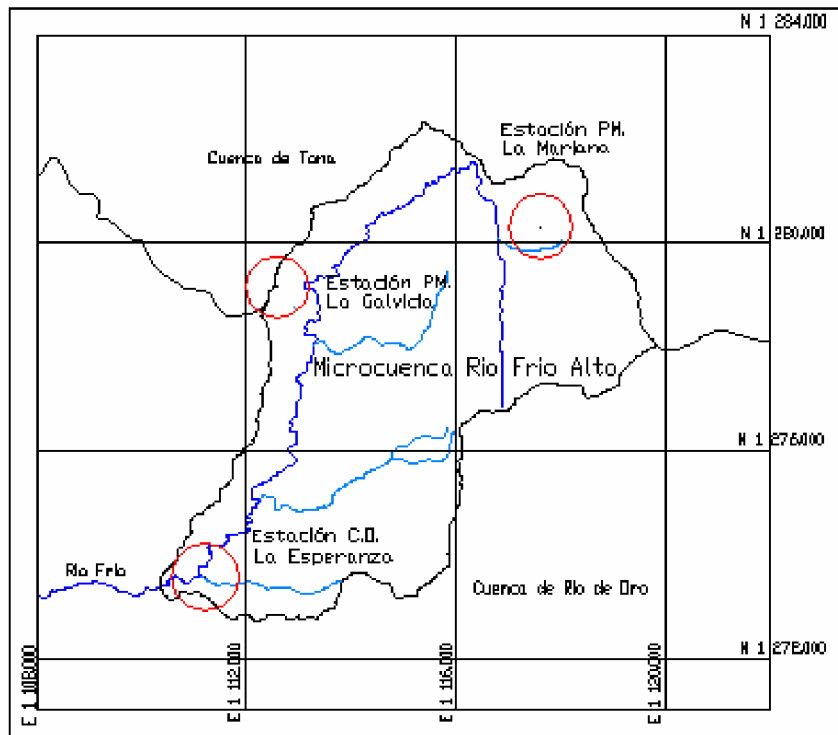 N 1 284.000
Estación PM.
La Mariana
Cuenca de Tona
N 1 280.000
Estación PM.
La Galvicia
Microcuenca Rio Frio Alto
N 1 276.000
Estación C.O.
La Esperanza
Rio Frio
Cuenca de Rio de Oro
N 1 272.000
E 1 108.000
E 1 112.000
E 1 116.000
E 1 120.000